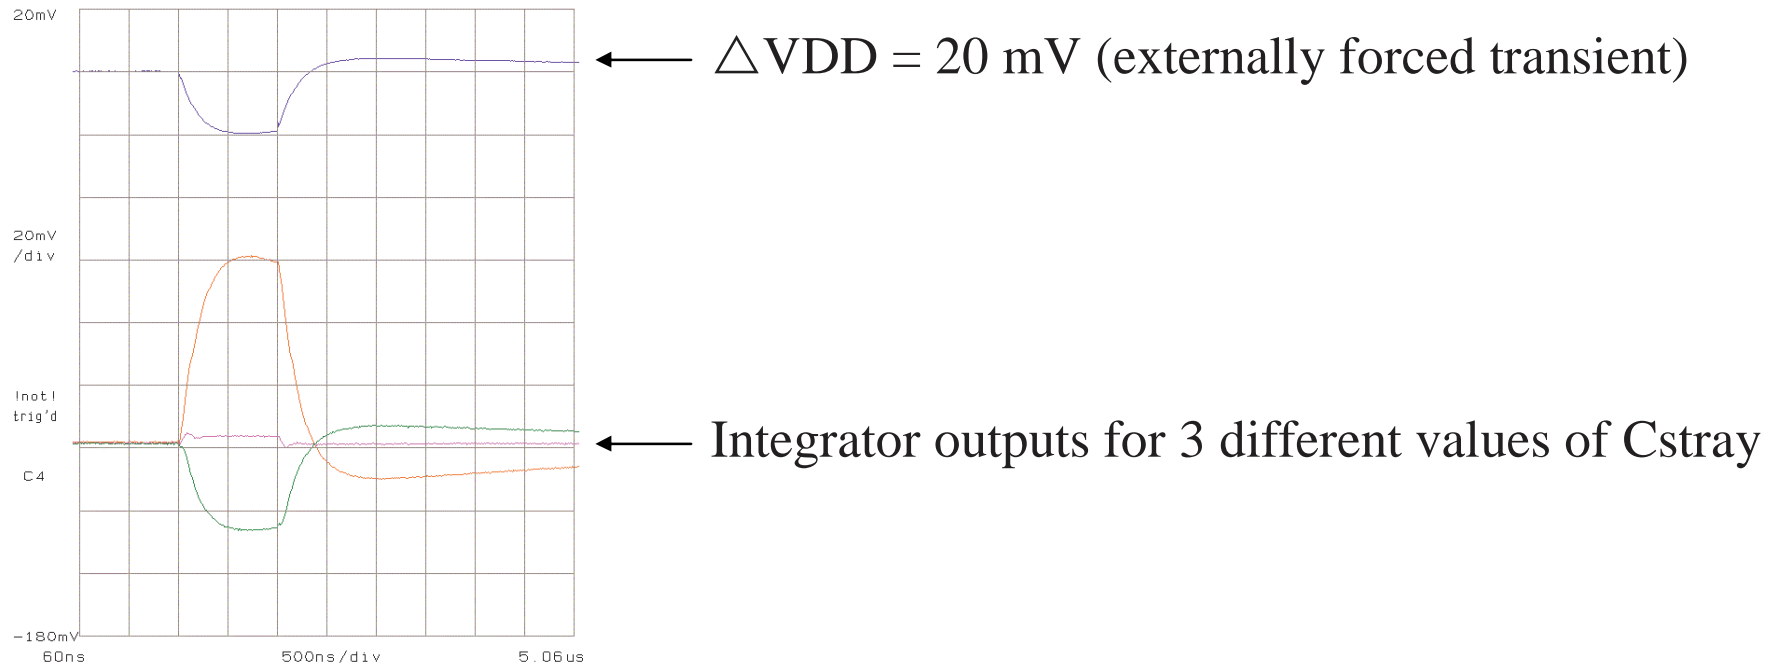 20mV
△VDD = 20 mV (externally forced transient)
20mV
/div
!not!
trig'd
Integrator outputs for 3 different values of Cstray
C4
-180mV
60ns 500ns/div 5.06us